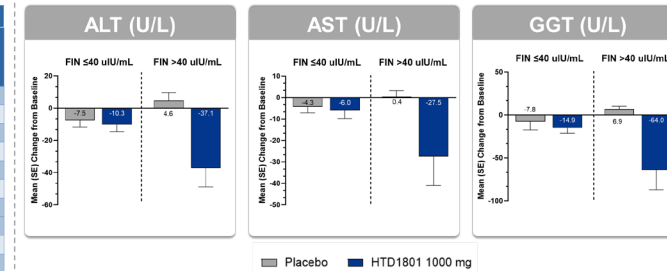 ALT (U/L)
FIN ≤40 uIU/mL FIN >40 uIU/mL
Mean (SE) Change from Baseline
20
0
-20
-40
-60
-7.5
-10.3
4.6
-37.1
AST (U/L)
FIN ≤40 uIU/mL FIN >40 uIU/mL
Mean (SE) Change from Baseline
10
0
-10
-20
-30
-40
-50
-4.3
-6.0
0.4
-27.5
GGT (U/L)
FIN ≤40 uIU/mL FIN >40 uIU/mL
Mean (SE) Change from Baseline
50
0
-50
-100
-7.8
-14.9
6.9
-64.0
Placebo HTD1801 1000 mg